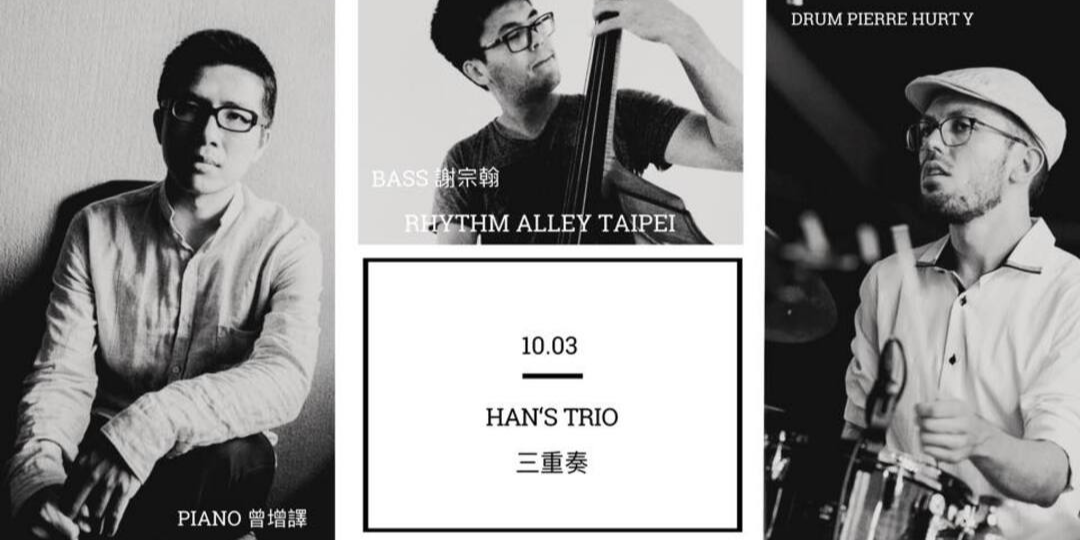 PIANO 曾增譯
BASS 謝宗翰
RHYTHM ALLEY TAIPEI
10.03
HAN'S TRIO
三重奏
DRUM PIERRE HURT Y